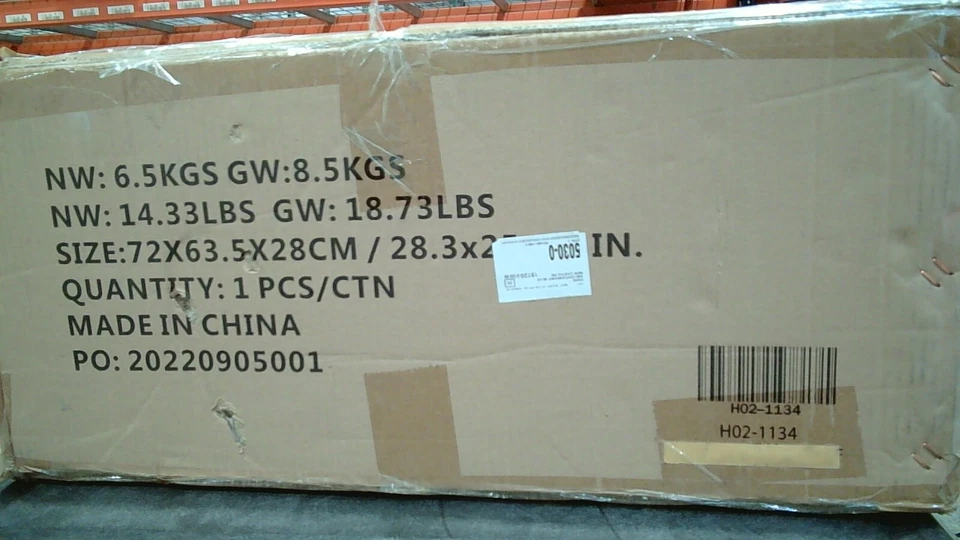 NW: 6.5KGS GW:8.5KGS
NW: 14.33LBS GW: 18.73LBS
SIZE:72X63.5X28CM / 28.3x2 IN.
5030-0
QUANTITY: 1 PCS/CTN
MADE IN CHINA
PO: 20220905001
H02-1134
H02-1134